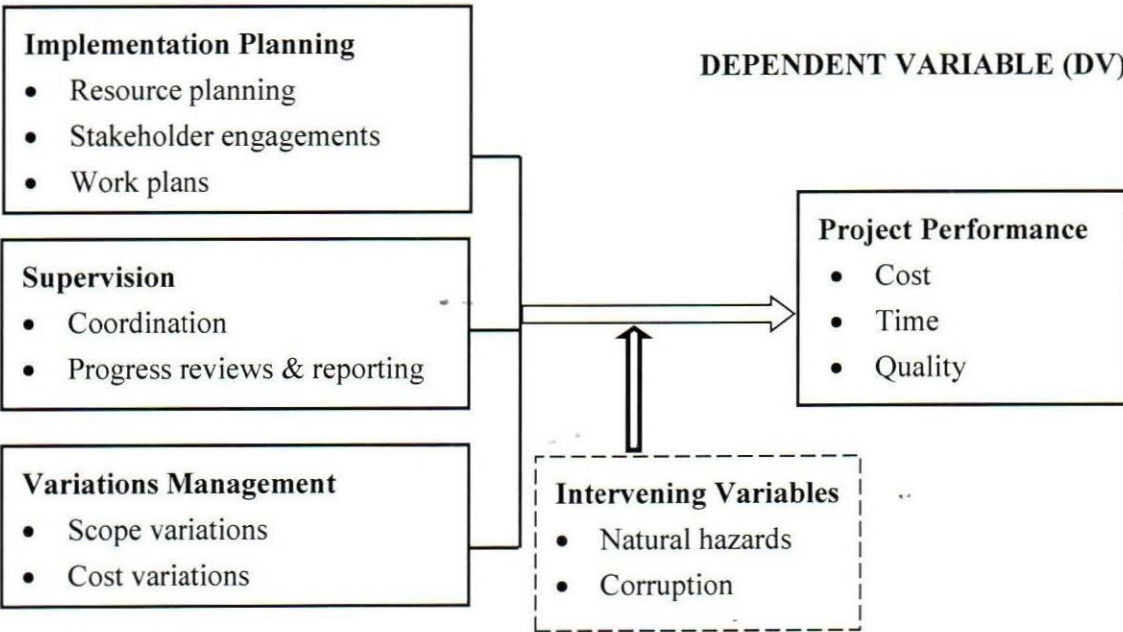 Implementation Planning
• Resource planning
• Stakeholder engagements
• Work plans
DEPENDENT VARIABLE (DV)
Supervision
• Coordination
• Progress reviews & reporting
Variations Management
• Scope variations
• Cost variations
Project Performance
• Cost
• Time
• Quality
Intervening Variables
• Natural hazards
• Corruption